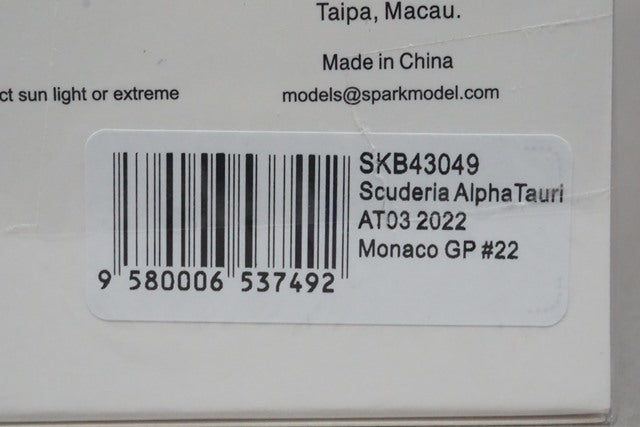 Taipa, Macau.
Made in China
ct sun light or extreme
models@sparkmodel.com
SKB43049
Scuderia AlphaTauri
AT03 2022
Monaco GP #22
9 580006 537492